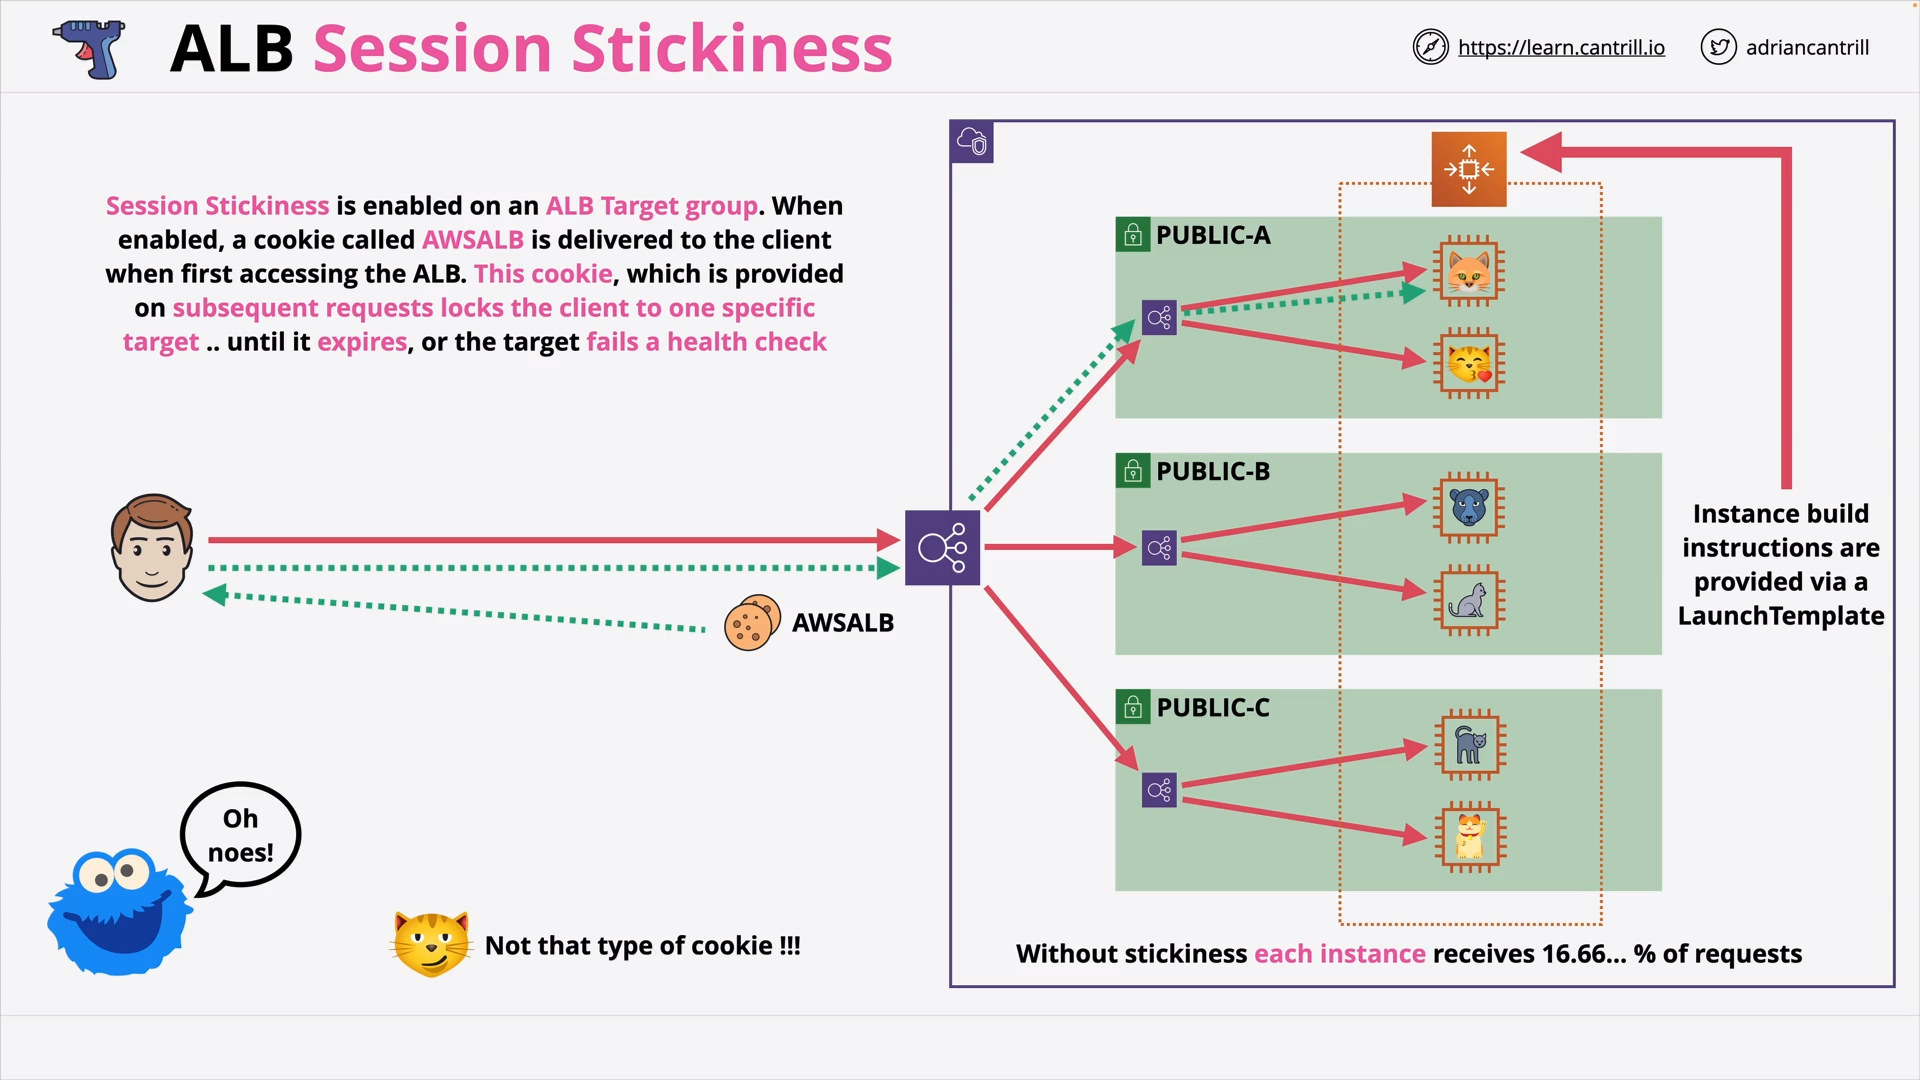 ALB Session Stickiness
https://learn.cantrill.io
adriancantrill
Session Stickiness is enabled on an ALB Target group. When
enabled, a cookie called AWSALB is delivered to the client
when first accessing the ALB. This cookie, which is provided
on subsequent requests locks the client to one specific
target .. until it expires, or the target fails a health check
PUBLIC-A
PUBLIC-B
Instance build
instructions are
provided via a
LaunchTemplate
AWSALB
PUBLIC-C
Oh
noes!
Not that type of cookie !!!
Without stickiness each instance receives 16.66... % of requests